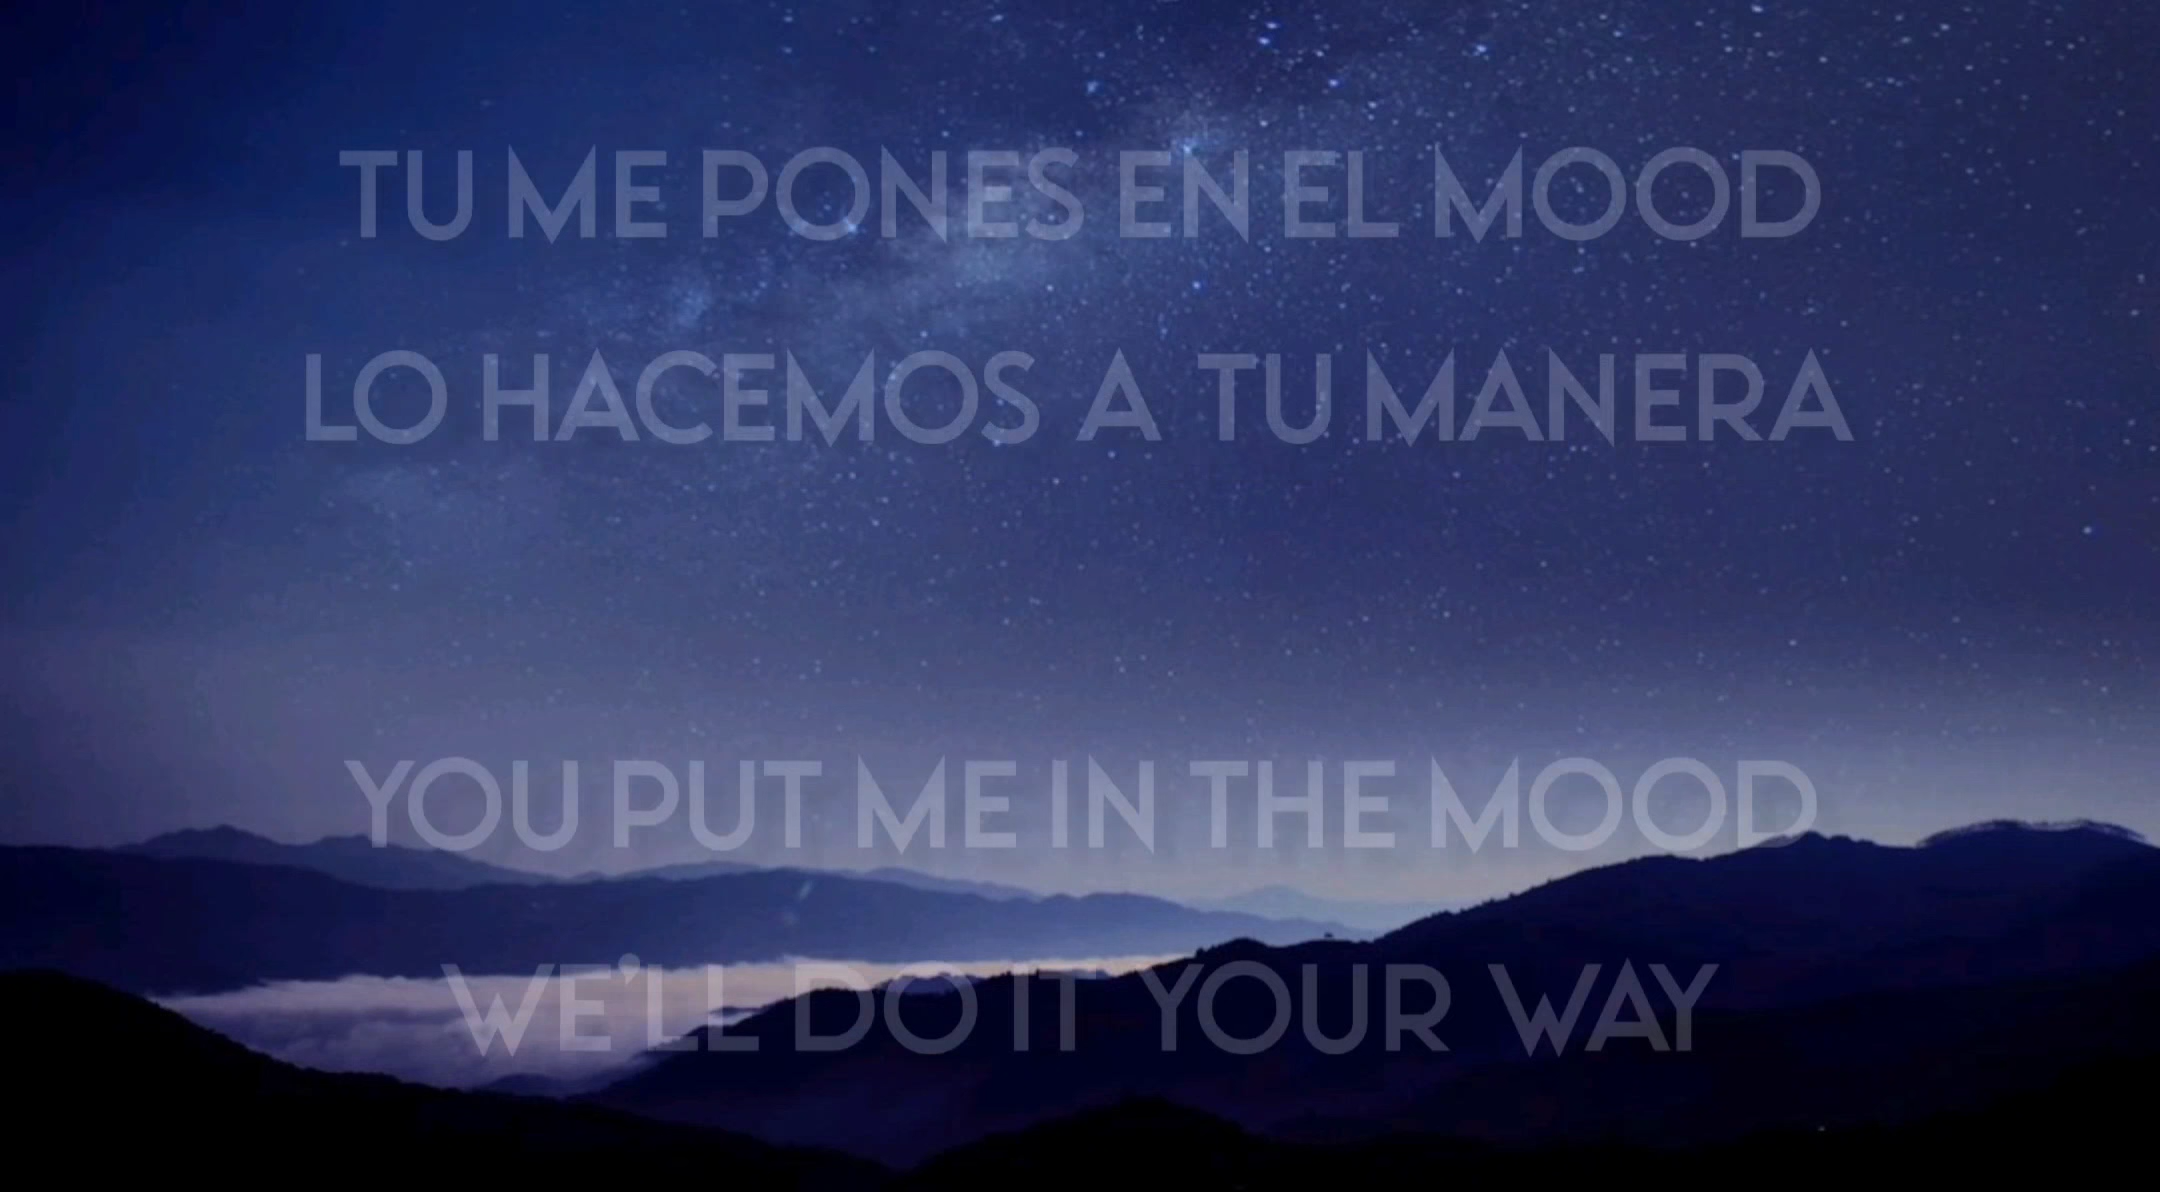 TU ME PONES EN EL MOOD
LO HACEMOS A TU MANERA
YOU PUT ME IN THE MOOD
WE'LL DO IT YOUR WAY